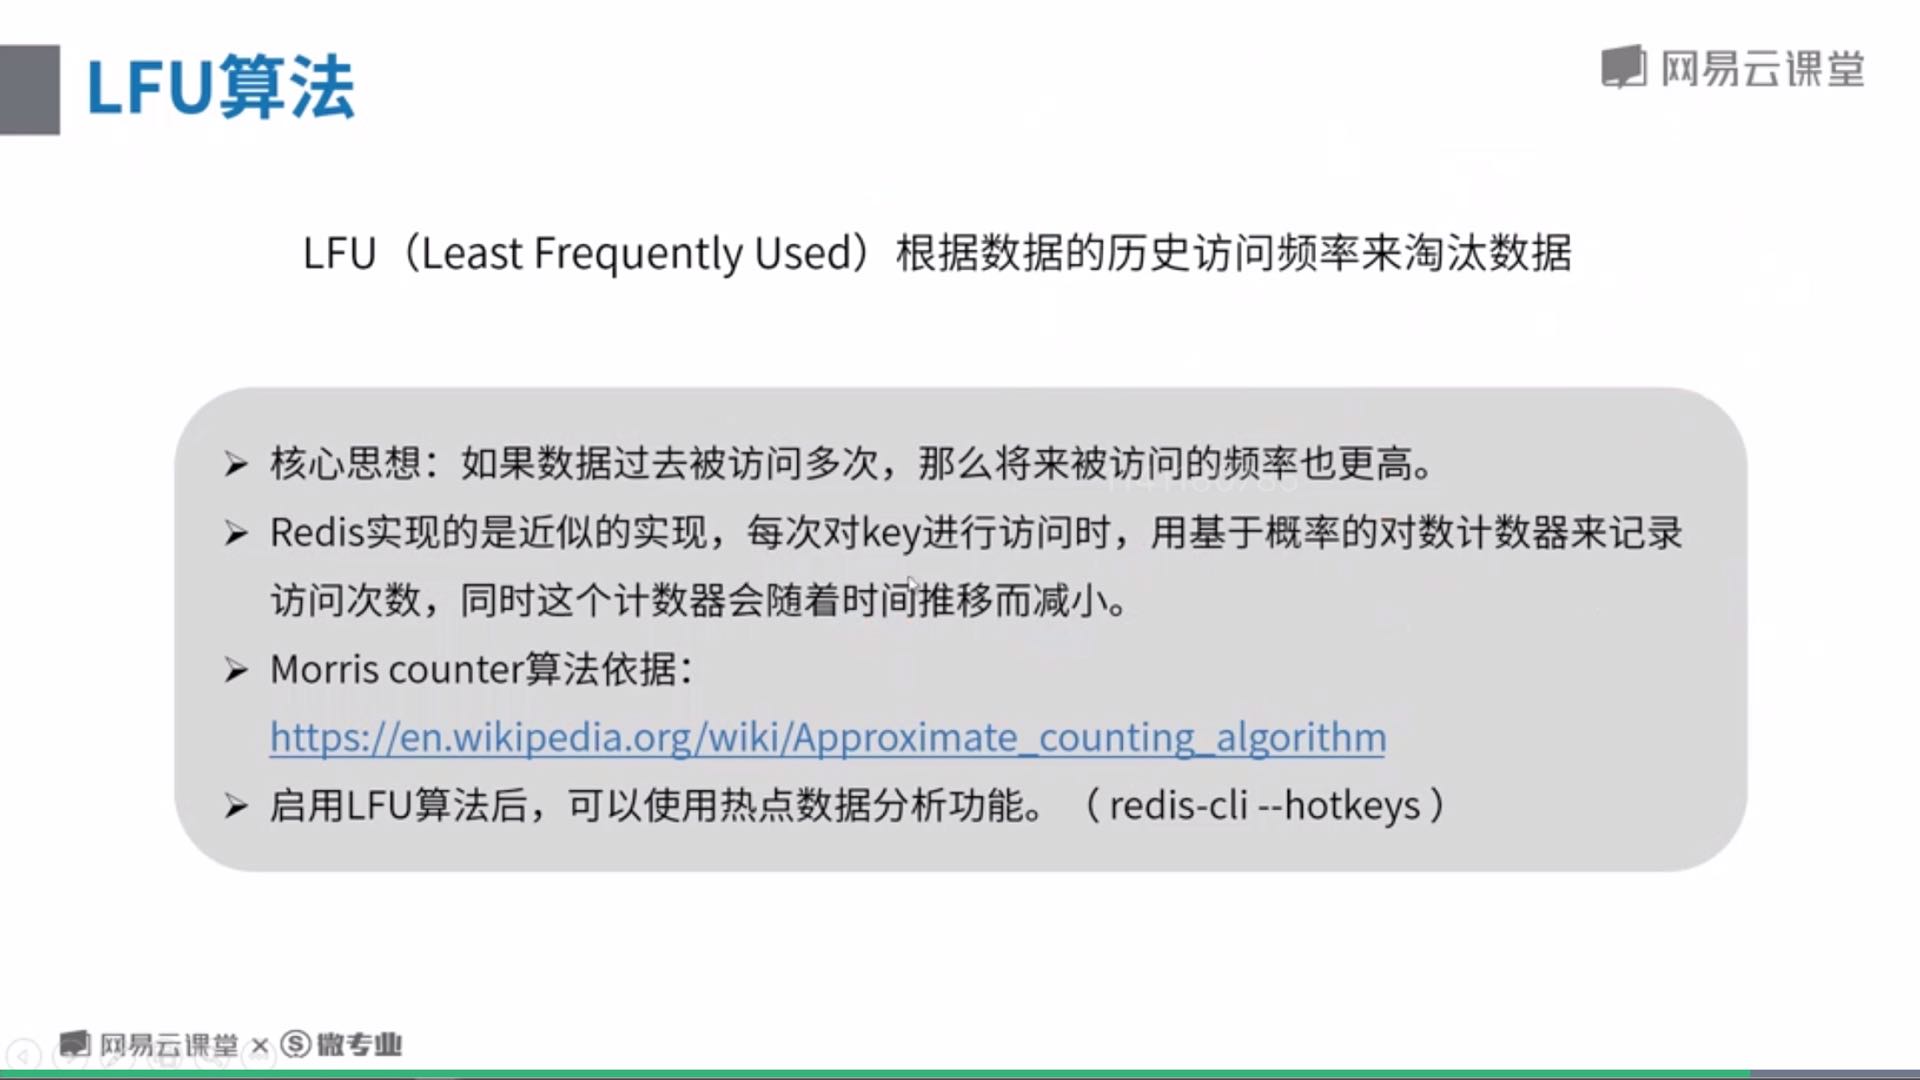 LFU算法
网易云课堂
LFU（Least Frequently Used）根据数据的历史访问频率来淘汰数据
➢ 核心思想：如果数据过去被访问多次，那么将来被访问的频率也更高。
➢ Redis实现的是近似的实现，每次对key进行访问时，用基于概率的对数计数器来记录
访问次数，同时这个计数器会随着时间推移而减小。
➢ Morris counter算法依据：
https://en.wikipedia.org/wiki/Approximate_counting_algorithm
➢ 启用LFU算法后，可以使用热点数据分析功能。（ redis-cli --hotkeys ）
网易云课堂 × 微专业